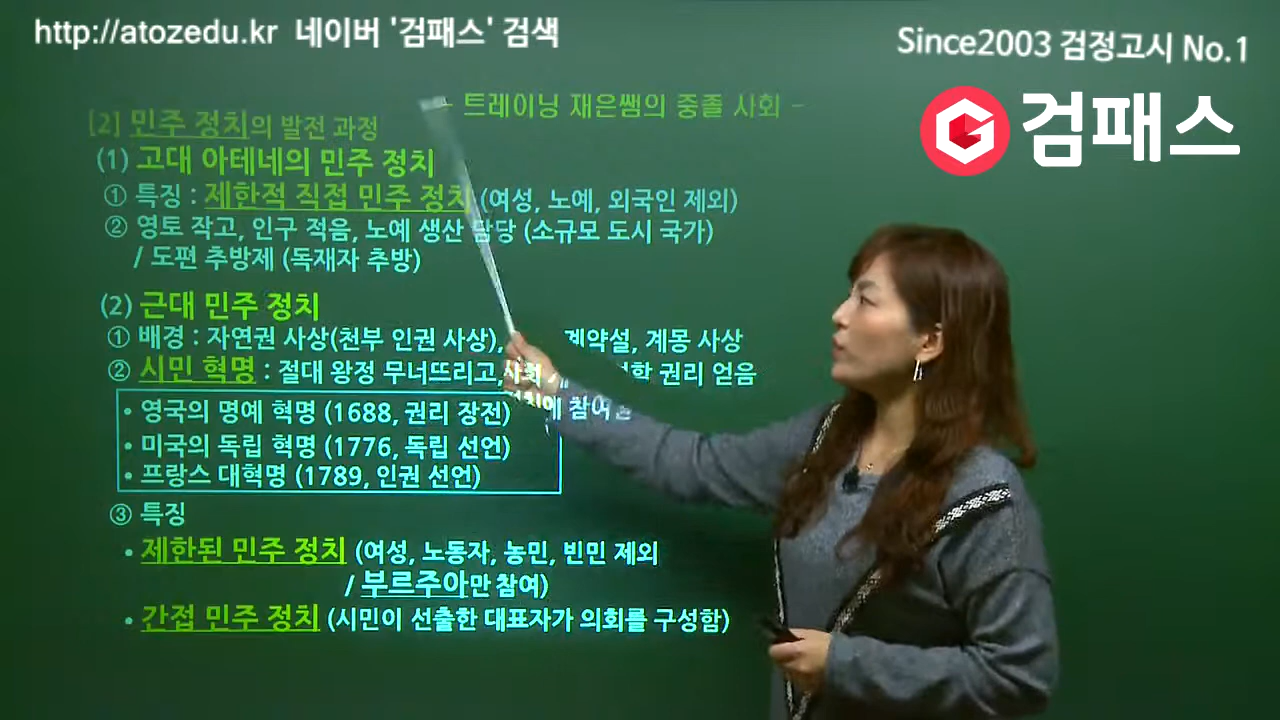 http://atozedu.kr 네이버 '검패스' 검색
Since2003 검정고시 No.1
검패스
- 트레이닝 재은쌤의 중졸 사회 -
[2] 민주 정치의 발전 과정
(1) 고대 아테네의 민주 정치
① 특징 : 제한적 직접 민주 정치 (여성, 노예, 외국인 제외)
② 영토 작고, 인구 적음, 노예 생산 담당 (소규모 도시 국가)
/ 도편 추방제 (독재자 추방)
(2) 근대 민주 정치
① 배경 : 자연권 사상(천부 인권 사상), 계약설, 계몽 사상
② 시민 혁명 : 절대 왕정 무너뜨리고, 권리 얻음
참여
• 영국의 명예 혁명 (1688, 권리 장전)
• 미국의 독립 혁명 (1776, 독립 선언)
• 프랑스 대혁명 (1789, 인권 선언)
③ 특징
• 제한된 민주 정치 (여성, 노동자, 농민, 빈민 제외
/ 부르주아만 참여)
• 간접 민주 정치 (시민이 선출한 대표자가 의회를 구성함)